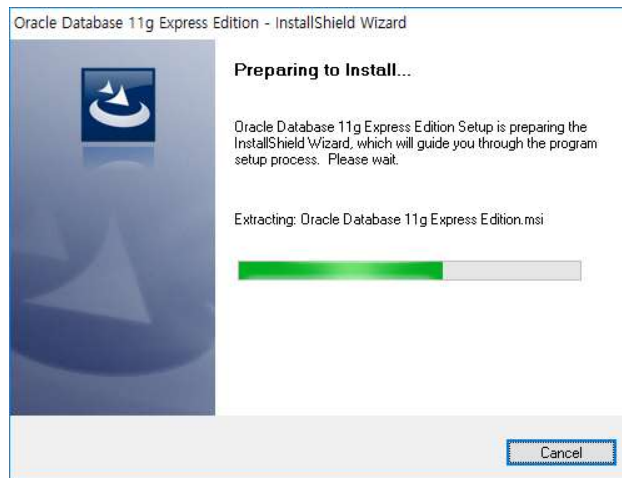 Oracle Database 11g Express Edition - InstallShield Wizard
Preparing to Install...
Oracle Database 11g Express Edition Setup is preparing the
InstallShield Wizard, which will guide you through the program
setup process. Please wait.
Extracting: Oracle Database 11g Express Edition.msi
Cancel